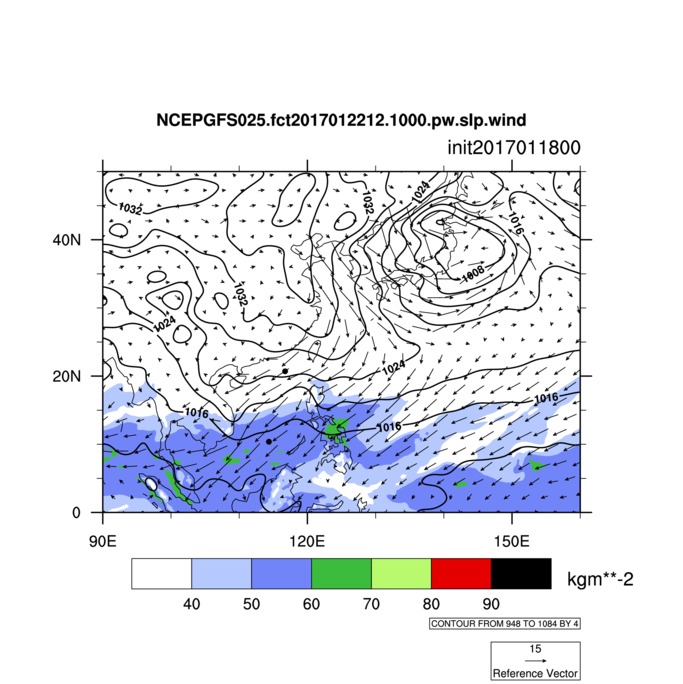 NCEPGFS025.fct2017012212.1000.pw.slp.wind
init2017011800
1032
1032
1024
1016
40N
1008
1032
1024
20N
1024
1016
1016
1016
0
90E 120E 150E
kgm**-2
40 50 60 70 80 90
CONTOUR FROM 948 TO 1084 BY 4
15
Reference Vector